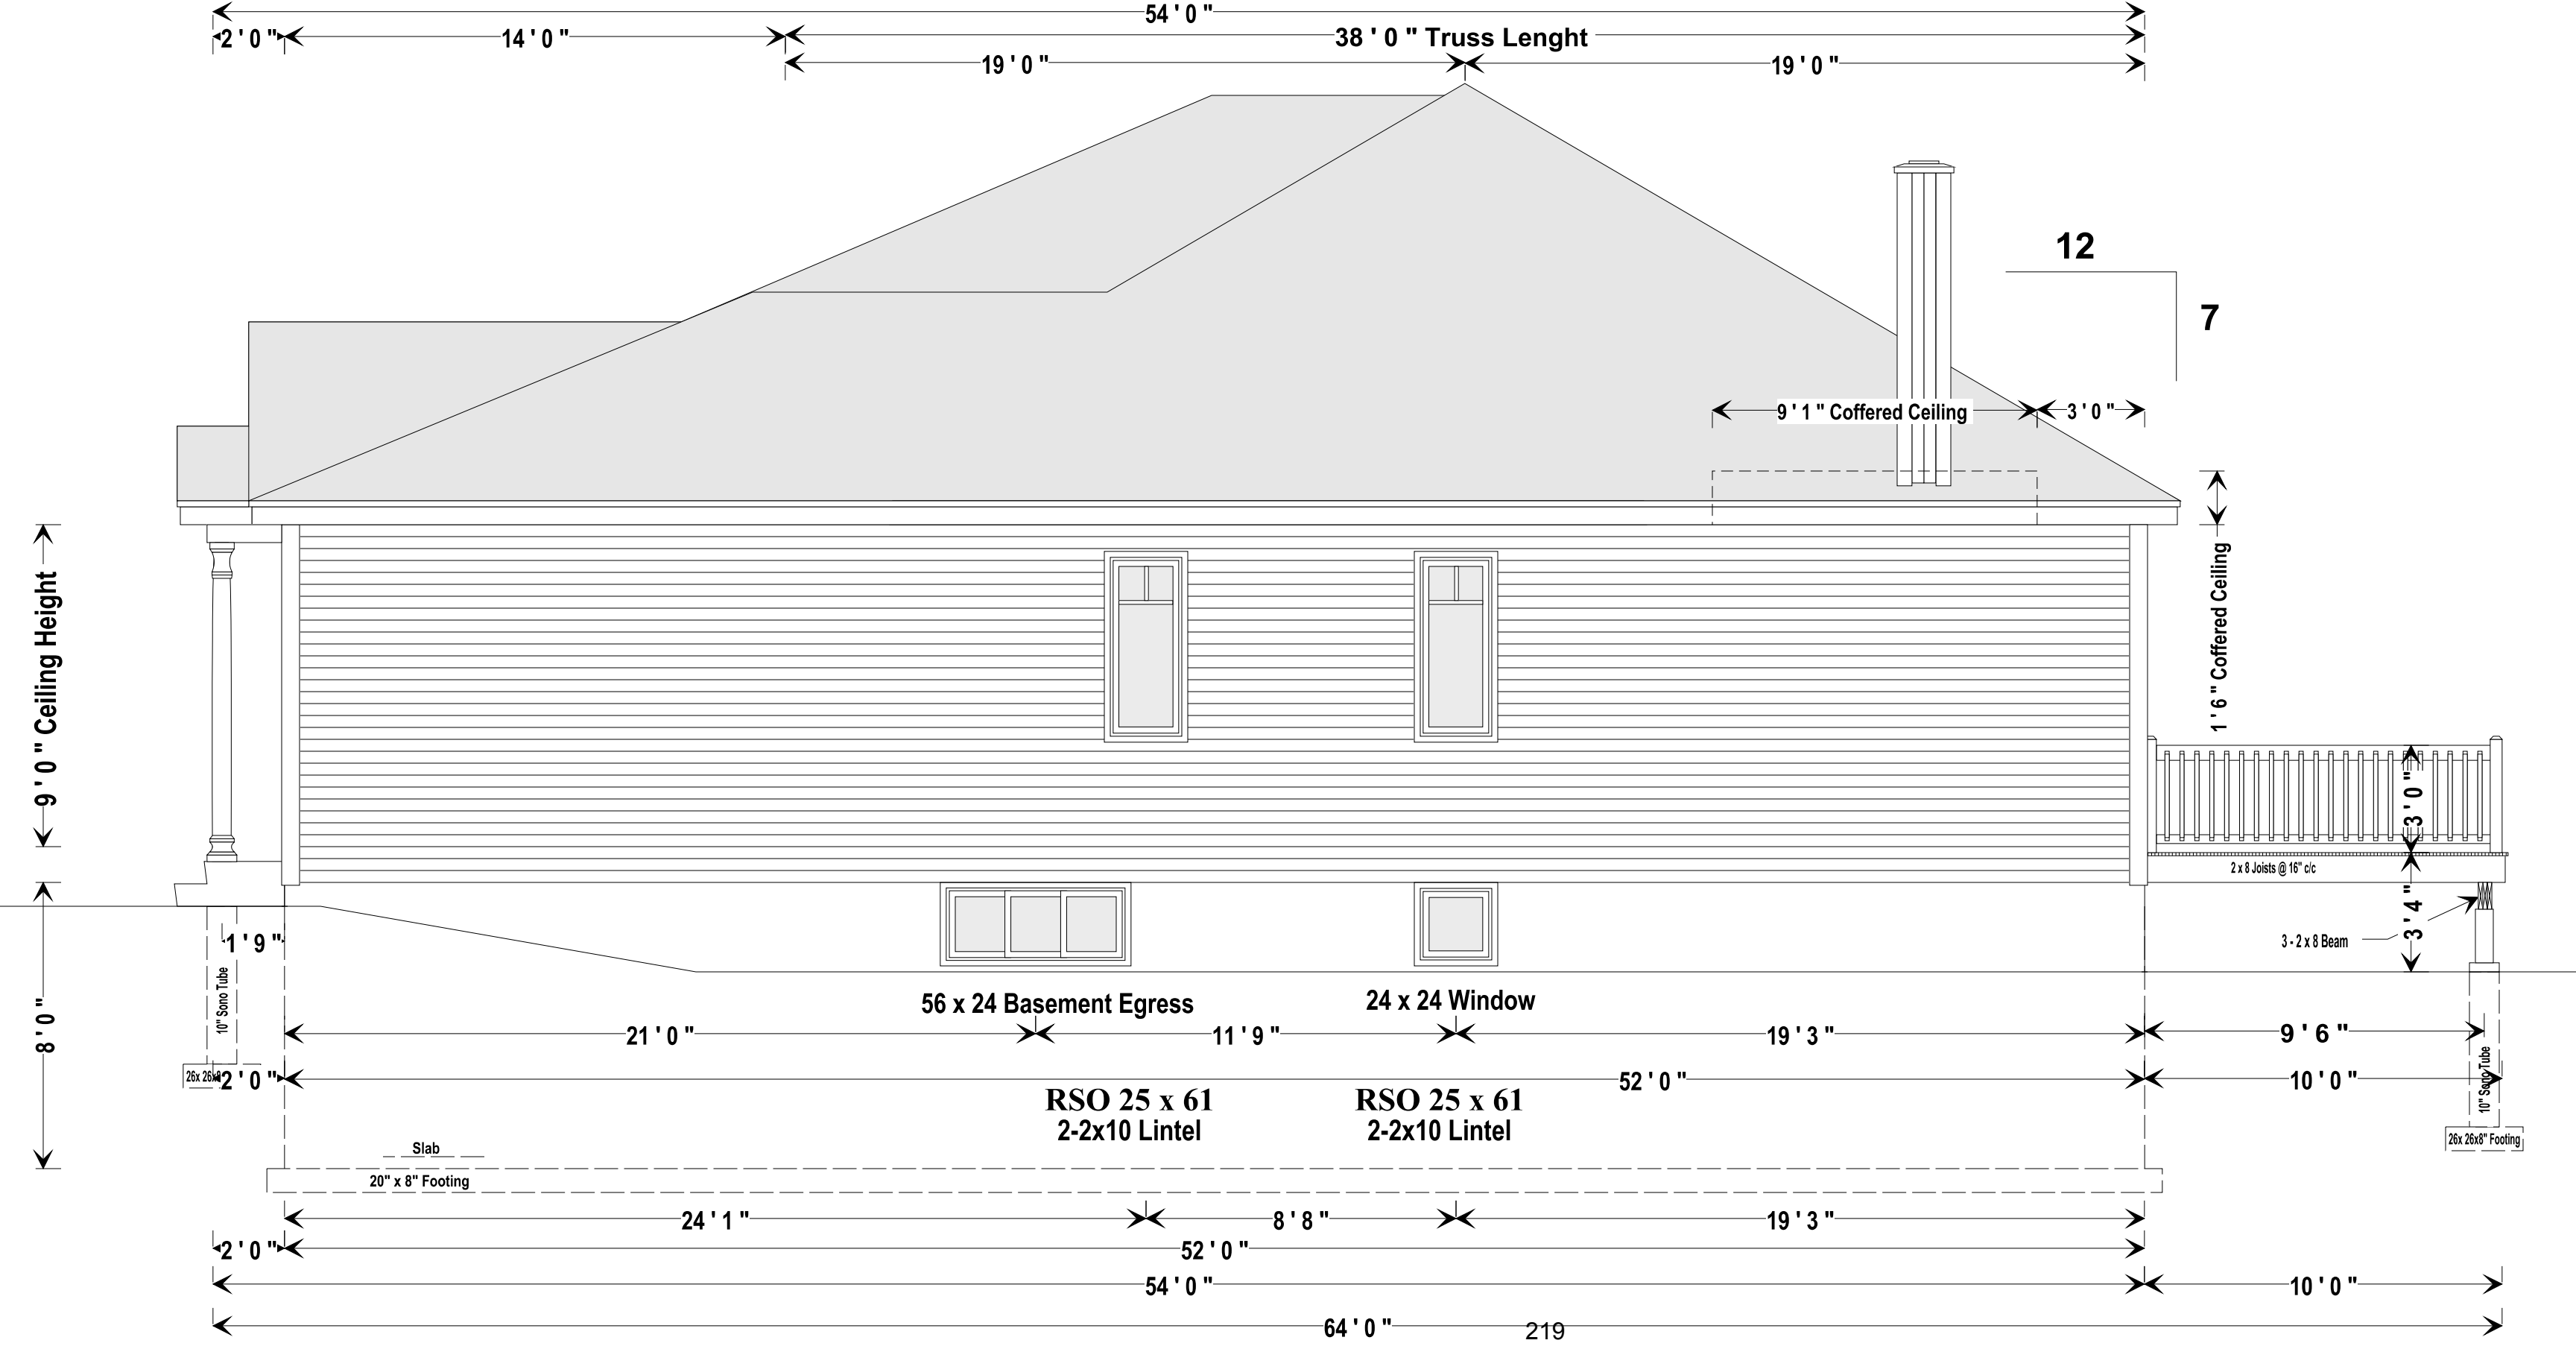 54 ' 0 "
2 ' 0 "
14 ' 0 "
38 ' 0 " Truss Lenght
19 ' 0 "
19 ' 0 "
12
7
9 ' 1 " Coffered Ceiling
3 ' 0 "
1 ' 6 " Coffered Ceiling
9 ' 0 " Ceiling Height
3 ' 0 "
2 x 8 Joists @ 16" c/c
3 ' 4 "
3 - 2 x 8 Beam
1 ' 9 "
10" Sono Tube
8 ' 0 "
56 x 24 Basement Egress
24 x 24 Window
21 ' 0 "
11 ' 9 "
19 ' 3 "
9 ' 6 "
26x 26x8
2 ' 0 "
52 ' 0 "
10 ' 0 "
10" Sono Tube
RSO 25 x 61
RSO 25 x 61
2-2x10 Lintel
2-2x10 Lintel
26x 26x8" Footing
Slab
20" x 8" Footing
24 ' 1 "
8 ' 8 "
19 ' 3 "
2 ' 0 "
52 ' 0 "
54 ' 0 "
10 ' 0 "
64 ' 0 "
219